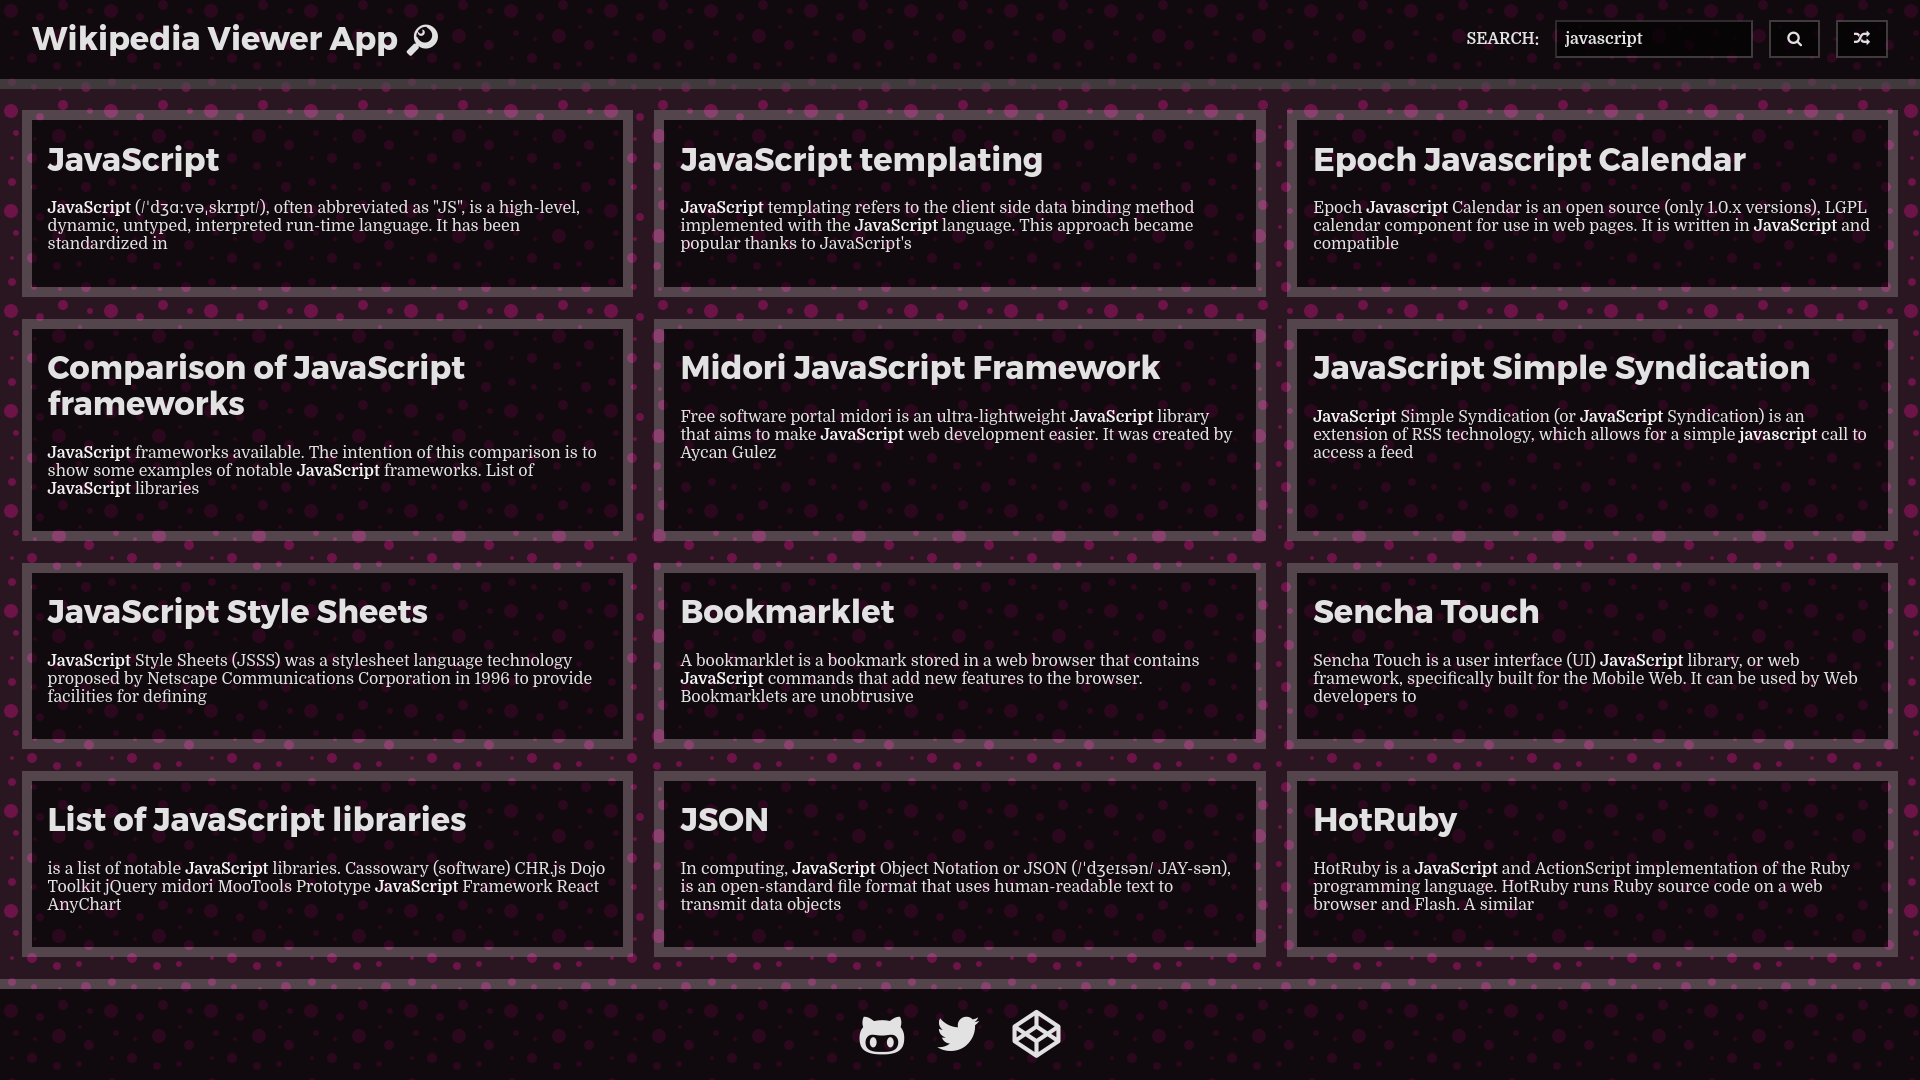 Wikipedia Viewer App
SEARCH: javascript
JavaScript
JavaScript (/ˈdʒɑːvəˌskrɪpt/), often abbreviated as "JS", is a high-level,
dynamic, untyped, interpreted run-time language. It has been
standardized in
JavaScript templating
JavaScript templating refers to the client side data binding method
implemented with the JavaScript language. This approach became
popular thanks to JavaScript's
Epoch Javascript Calendar
Epoch Javascript Calendar is an open source (only 1.0.x versions), LGPL
calendar component for use in web pages. It is written in JavaScript and
compatible
Comparison of JavaScript
frameworks
JavaScript frameworks available. The intention of this comparison is to
show some examples of notable JavaScript frameworks. List of
JavaScript libraries
Midori JavaScript Framework
Free software portal midori is an ultra-lightweight JavaScript library
that aims to make JavaScript web development easier. It was created by
Aycan Gulez
JavaScript Simple Syndication
JavaScript Simple Syndication (or JavaScript Syndication) is an
extension of RSS technology, which allows for a simple javascript call to
access a feed
JavaScript Style Sheets
JavaScript Style Sheets (JSSS) was a stylesheet language technology
proposed by Netscape Communications Corporation in 1996 to provide
facilities for defining
Bookmarklet
A bookmarklet is a bookmark stored in a web browser that contains
JavaScript commands that add new features to the browser.
Bookmarklets are unobtrusive
Sencha Touch
Sencha Touch is a user interface (UI) JavaScript library, or web
framework, specifically built for the Mobile Web. It can be used by Web
developers to
List of JavaScript libraries
is a list of notable JavaScript libraries. Cassowary (software) CHR.js Dojo
Toolkit jQuery midori MooTools Prototype JavaScript Framework React
AnyChart
JSON
In computing, JavaScript Object Notation or JSON (/ˈdʒeɪsən/ JAY-sən),
is an open-standard file format that uses human-readable text to
transmit data objects
HotRuby
HotRuby is a JavaScript and ActionScript implementation of the Ruby
programming language. HotRuby runs Ruby source code on a web
browser and Flash. A similar